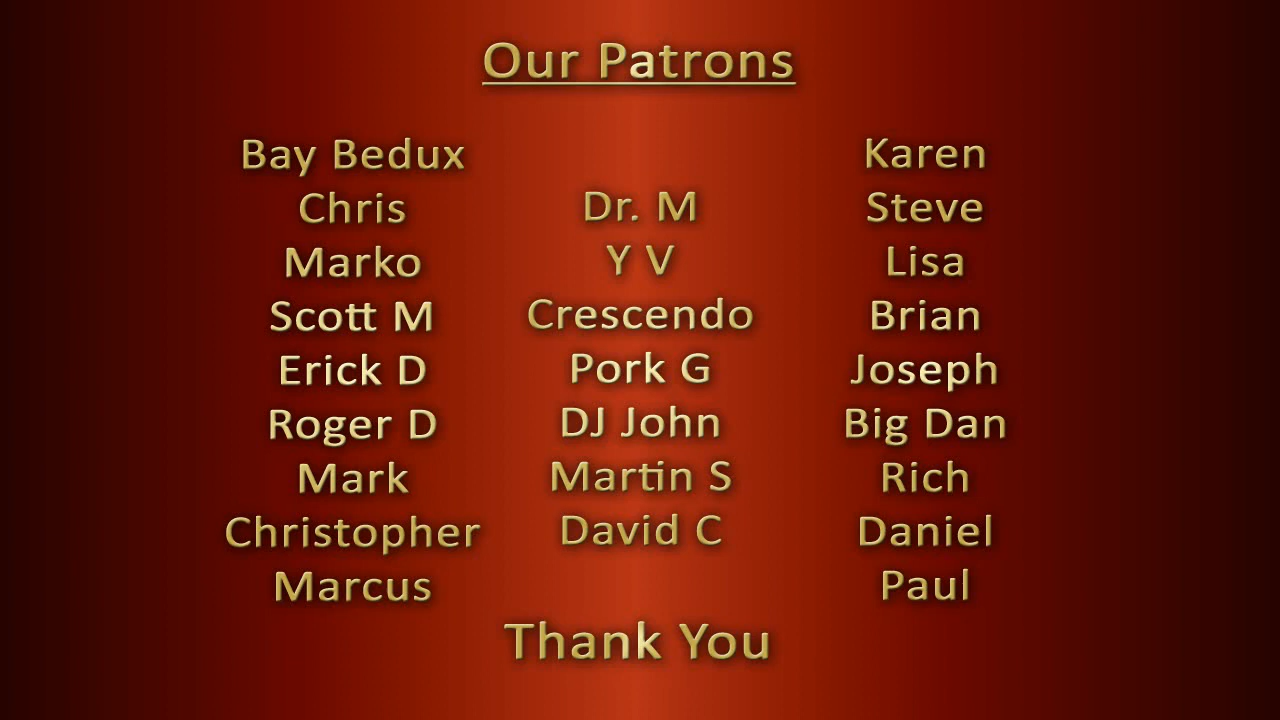 Our Patrons
Bay Bedux
Chris
Marko
Scott M
Erick D
Roger D
Mark
Christopher
Marcus
Dr. M
Y V
Crescendo
Pork G
DJ John
Martin S
David C
Karen
Steve
Lisa
Brian
Joseph
Big Dan
Rich
Daniel
Paul
Thank You